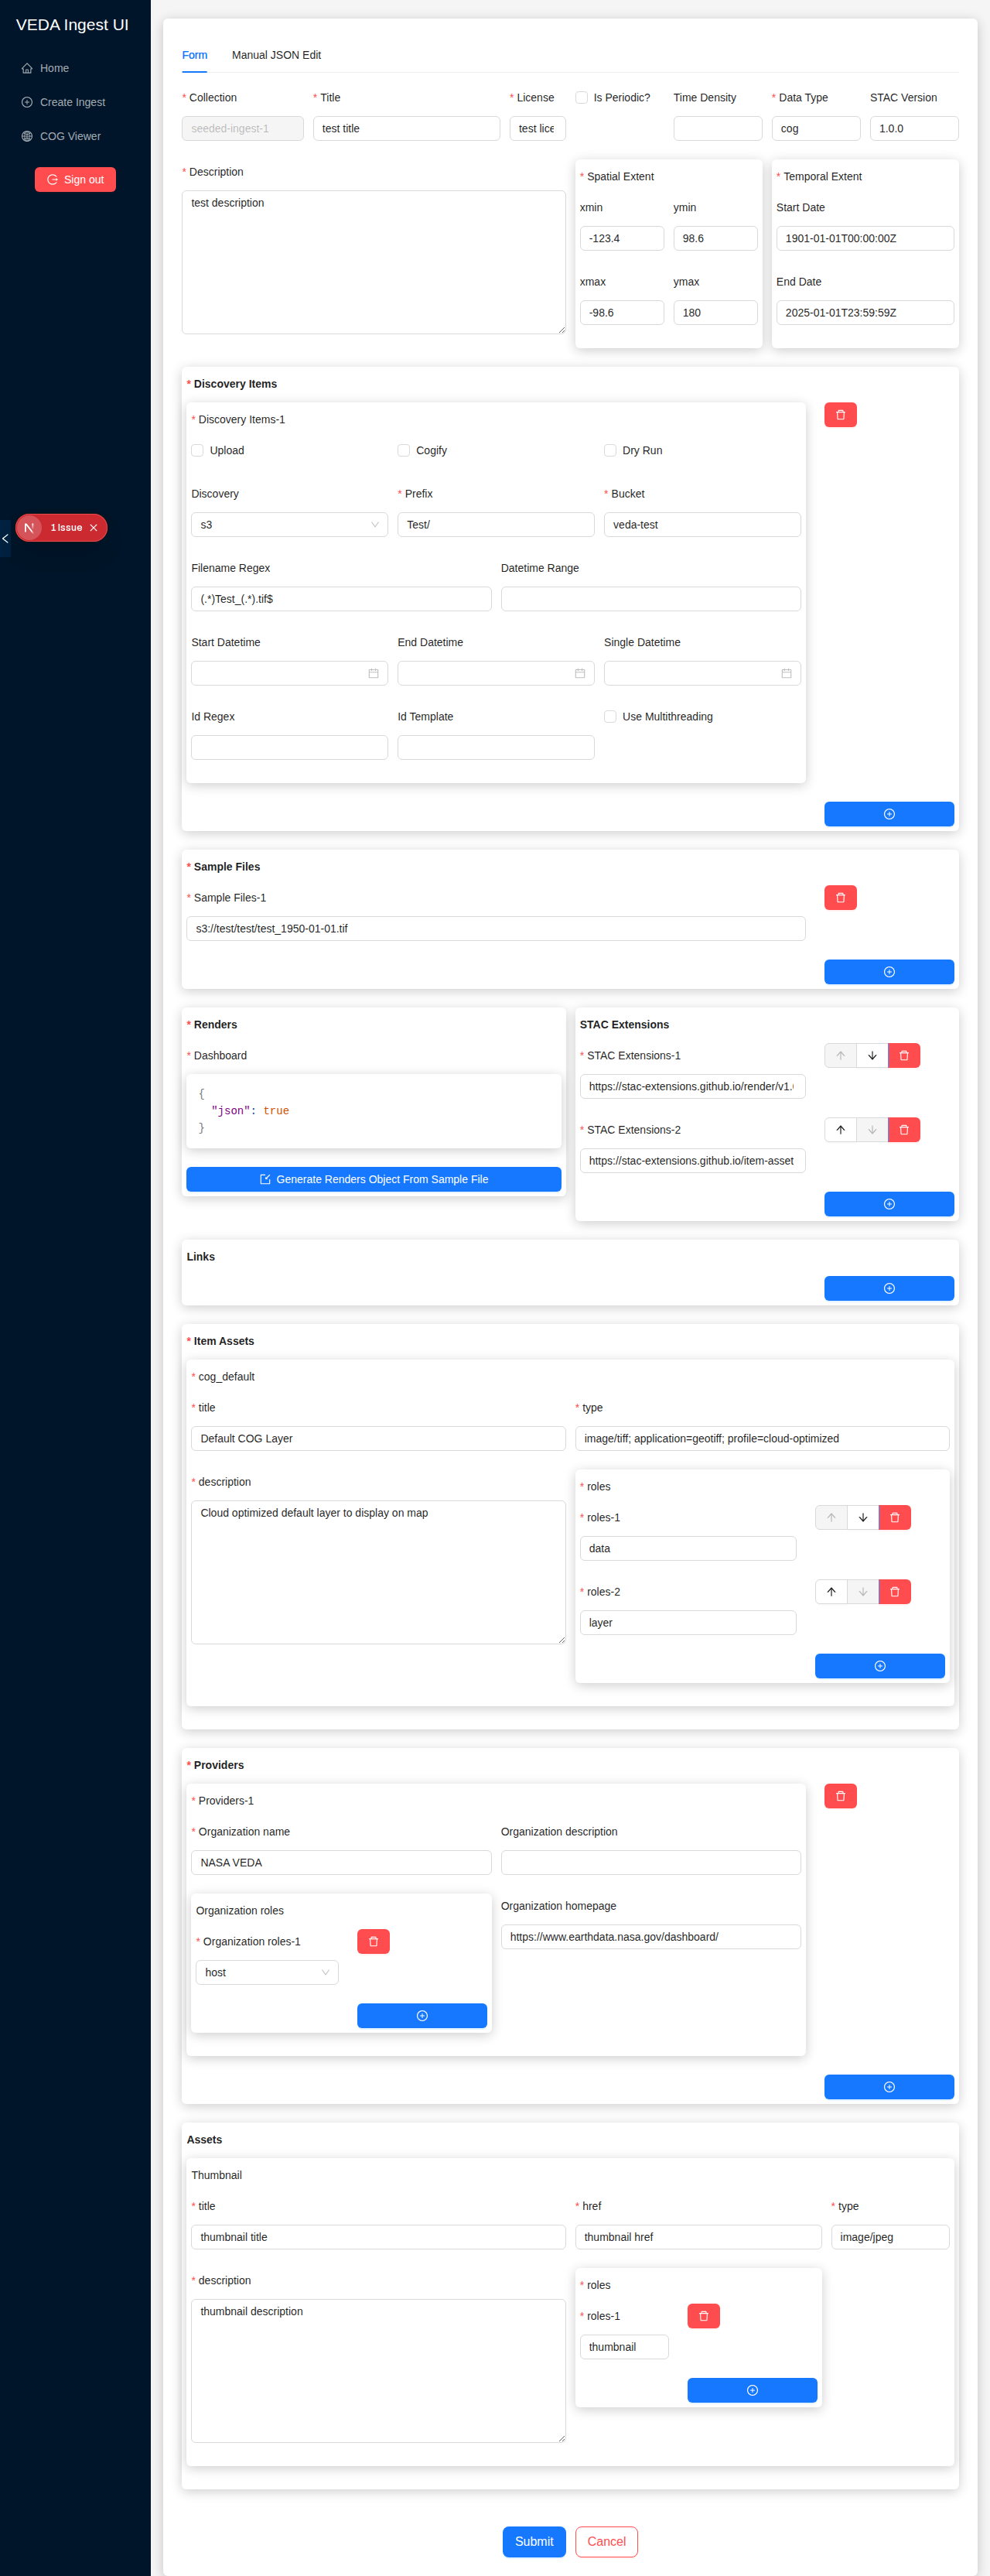 VEDA Ingest UI
Home
Create Ingest
COG Viewer
Sign out
1 Issue
Form Manual JSON Edit
* Collection * Title * License Is Periodic? Time Density * Data Type STAC Version
seeded-ingest-1 test title test lice cog 1.0.0
* Description * Spatial Extent * Temporal Extent
test description
xmin ymin Start Date
-123.4 98.6 1901-01-01T00:00:00Z
xmax ymax End Date
-98.6 180 2025-01-01T23:59:59Z
* Discovery Items
* Discovery Items-1
Upload Cogify Dry Run
Discovery * Prefix * Bucket
s3 Test/ veda-test
Filename Regex Datetime Range
(.*)Test_(.*).tif$
Start Datetime End Datetime Single Datetime
Id Regex Id Template Use Multithreading
* Sample Files
* Sample Files-1
s3://test/test/test_1950-01-01.tif
* Renders STAC Extensions
* Dashboard * STAC Extensions-1
{
"json": true
}
https://stac-extensions.github.io/render/v1.
* STAC Extensions-2
https://stac-extensions.github.io/item-asset
Generate Renders Object From Sample File
Links
* Item Assets
* cog_default
* title * type
Default COG Layer image/tiff; application=geotiff; profile=cloud-optimized
* description * roles
Cloud optimized default layer to display on map
* roles-1
data
* roles-2
layer
* Providers
* Providers-1
* Organization name Organization description
NASA VEDA
Organization roles Organization homepage
* Organization roles-1 https://www.earthdata.nasa.gov/dashboard/
host
Assets
Thumbnail
* title * href * type
thumbnail title thumbnail href image/jpeg
* description * roles
thumbnail description
* roles-1
thumbnail
Submit Cancel